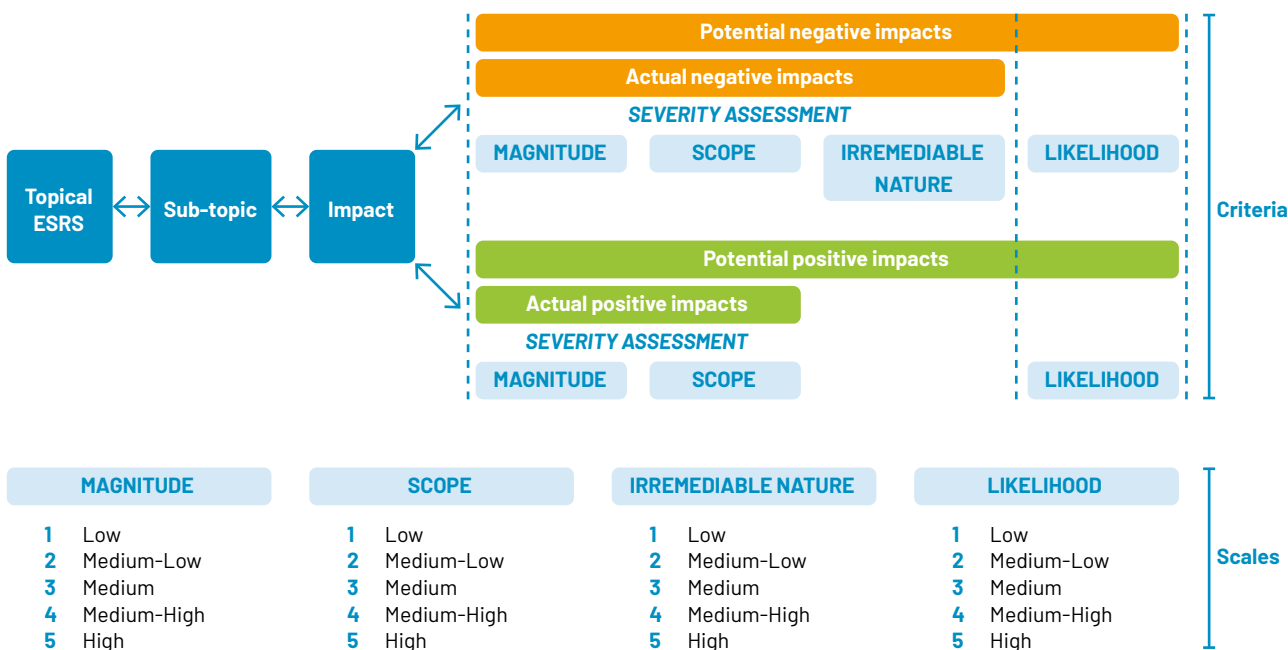 Potential negative impacts
Actual negative impacts
SEVERITY ASSESSMENT
MAGNITUDE
SCOPE
IRREMEDIABLE
NATURE
LIKELIHOOD
Topical
ESRS
Sub-topic
Impact
Criteria
Potential positive impacts
Actual positive impacts
SEVERITY ASSESSMENT
MAGNITUDE
SCOPE
LIKELIHOOD
MAGNITUDE
1 Low
2 Medium-Low
3 Medium
4 Medium-High
5 High
SCOPE
1 Low
2 Medium-Low
3 Medium
4 Medium-High
5 High
IRREMEDIABLE NATURE
1 Low
2 Medium-Low
3 Medium
4 Medium-High
5 High
LIKELIHOOD
1 Low
2 Medium-Low
3 Medium
4 Medium-High
5 High
Scales